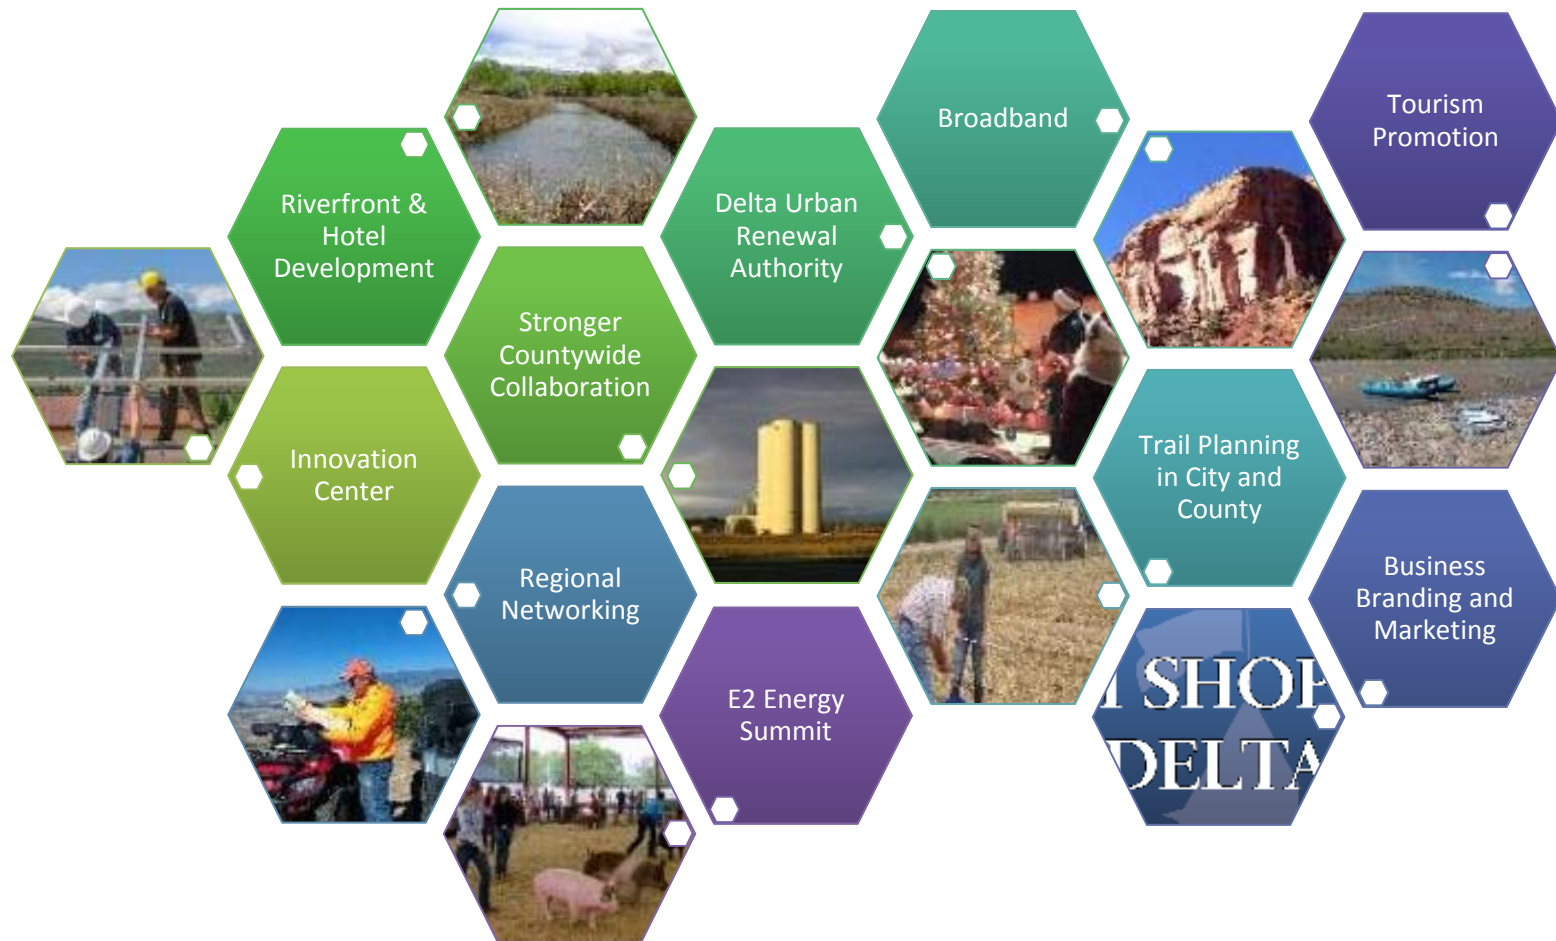 Broadband
Tourism
Promotion
Riverfront &
Hotel
Development
Delta Urban
Renewal
Authority
Stronger
Countywide
Collaboration
Innovation
Center
Trail Planning
in City and
County
Regional
Networking
Business
Branding and
Marketing
E2 Energy
Summit
SHOP
DELTA